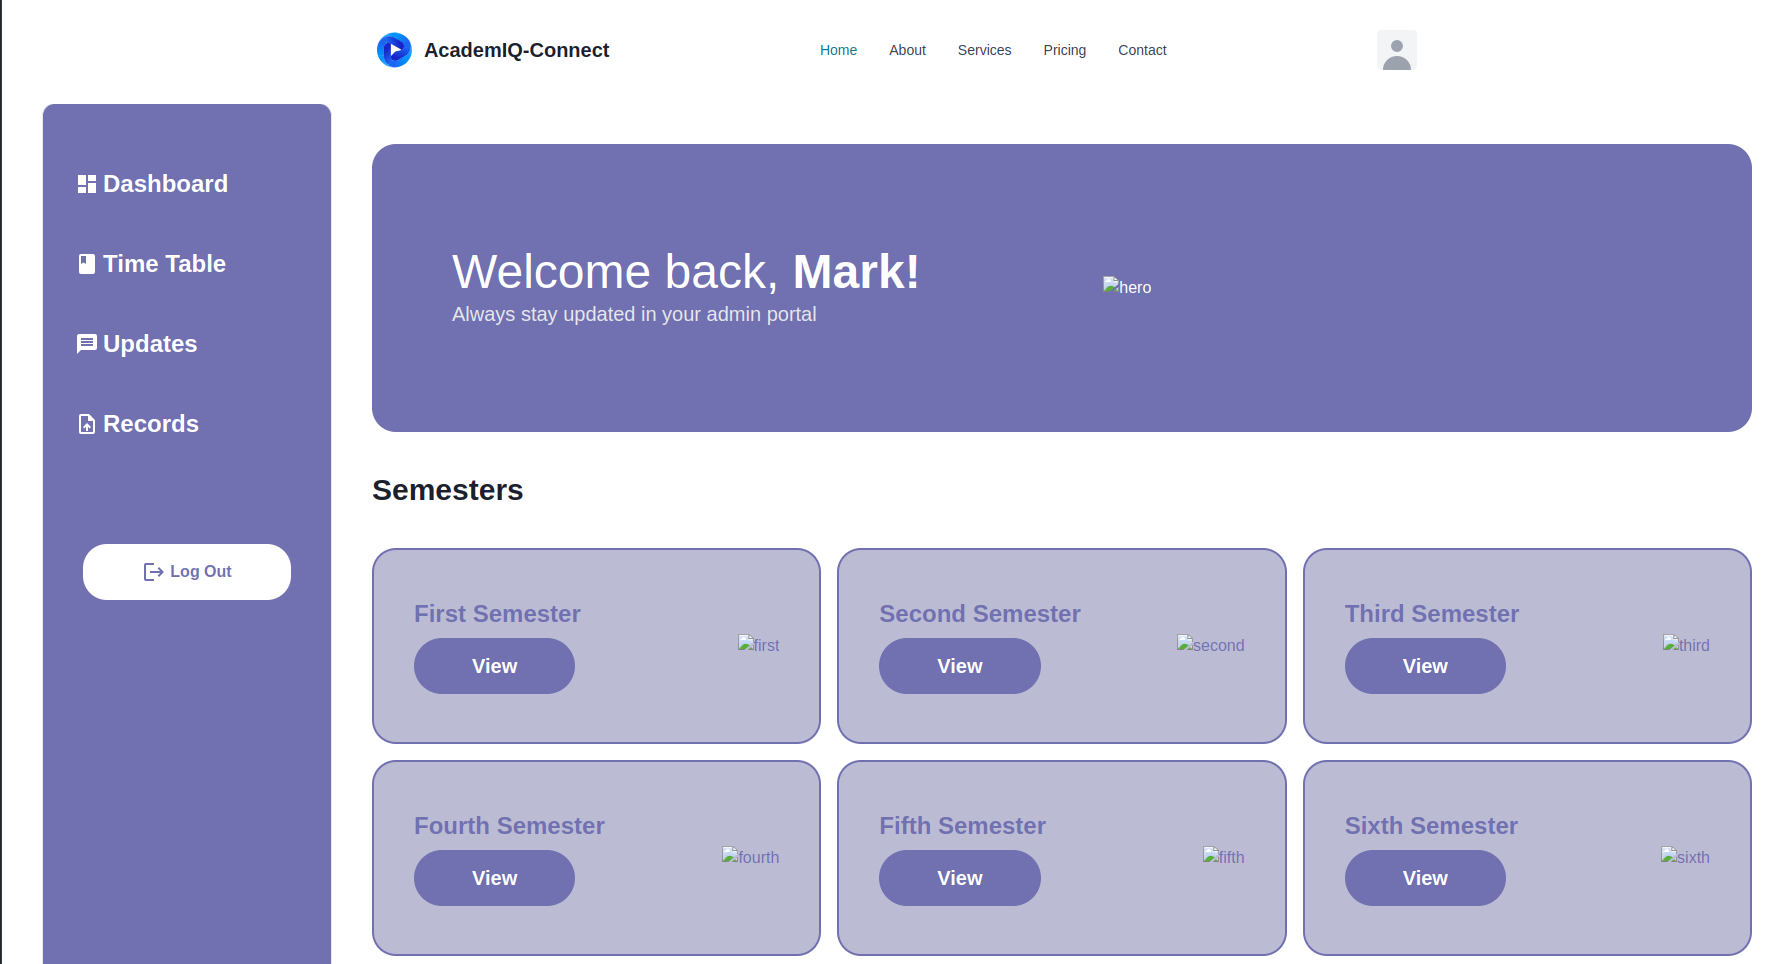 AcademIQ-Connect
Home About Services Pricing Contact
Dashboard
Time Table
Updates
Records
Log Out
Welcome back, Mark!
Always stay updated in your admin portal
hero
Semesters
First Semester
View
first
Second Semester
View
second
Third Semester
View
third
Fourth Semester
View
fourth
Fifth Semester
View
fifth
Sixth Semester
View
sixth